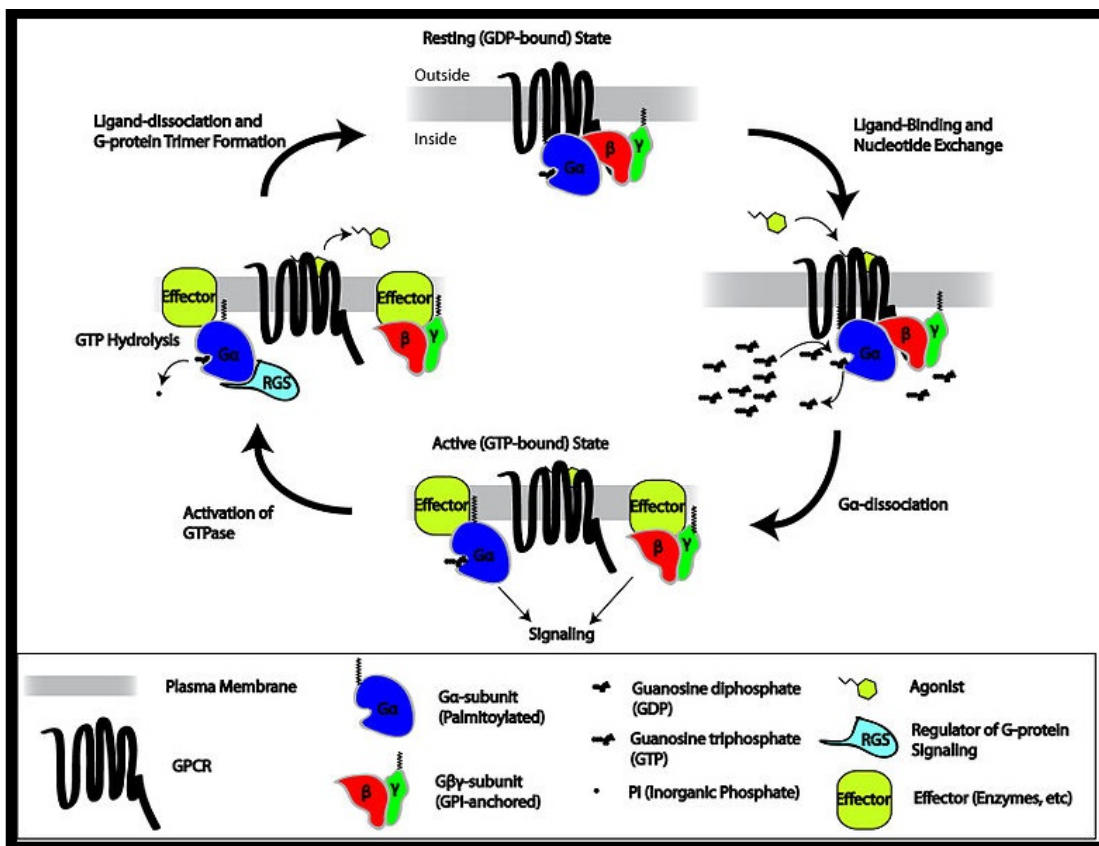 Resting (GDP-bound) State
Outside
Inside
Ligand-dissociation and
G-protein Trimer Formation
Ligand-Binding and
Nucleotide Exchange
Gα
β
γ
Effector
Effector
GTP Hydrolysis
Gα
RGS
β
γ
Gα
β
γ
Active (GTP-bound) State
Activation of
GTPase
Gα-dissociation
Effector
Effector
Gα
β
γ
Signaling
Plasma Membrane
GPCR
Gα
Gα-subunit
(Palmitoylated)
β
γ
Gβγ-subunit
(GPI-anchored)
Guanosine diphosphate
(GDP)
Guanosine triphosphate
(GTP)
PI (Inorganic Phosphate)
Agonist
RGS
Regulator of G-protein
Signaling
Effector
Effector (Enzymes, etc)